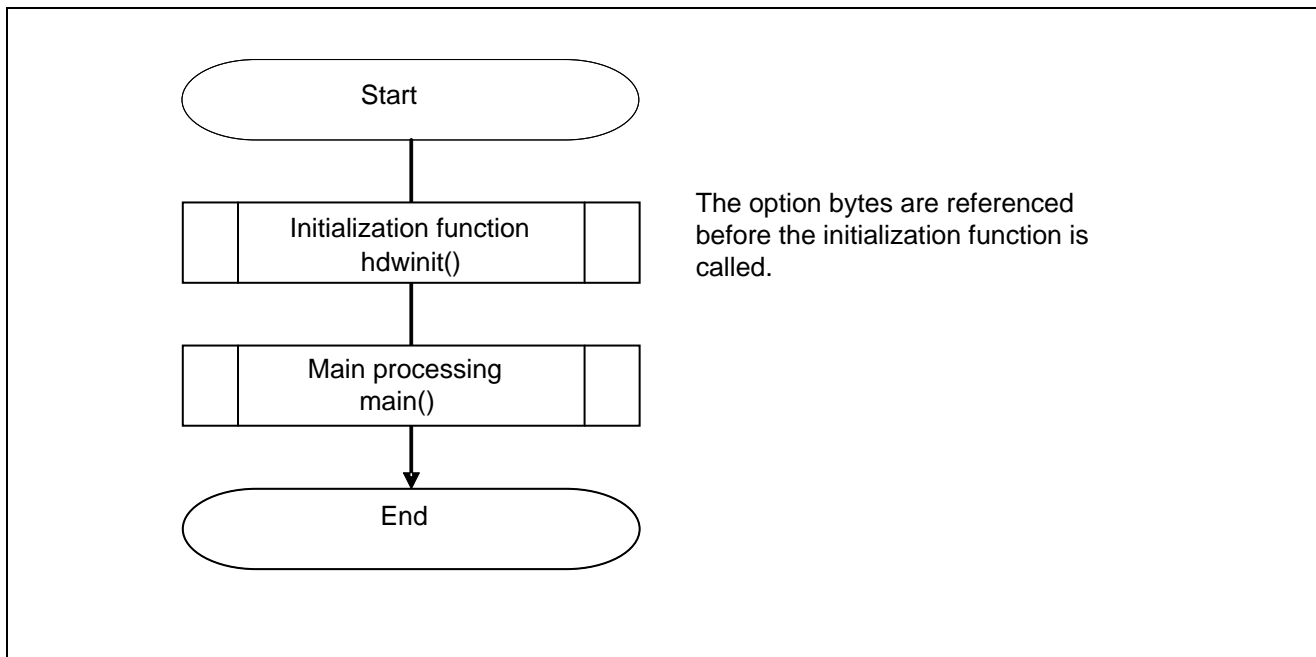 Start
Initialization function
hdwinit()
The option bytes are referenced
before the initialization function is
called.
Main processing
main()
End